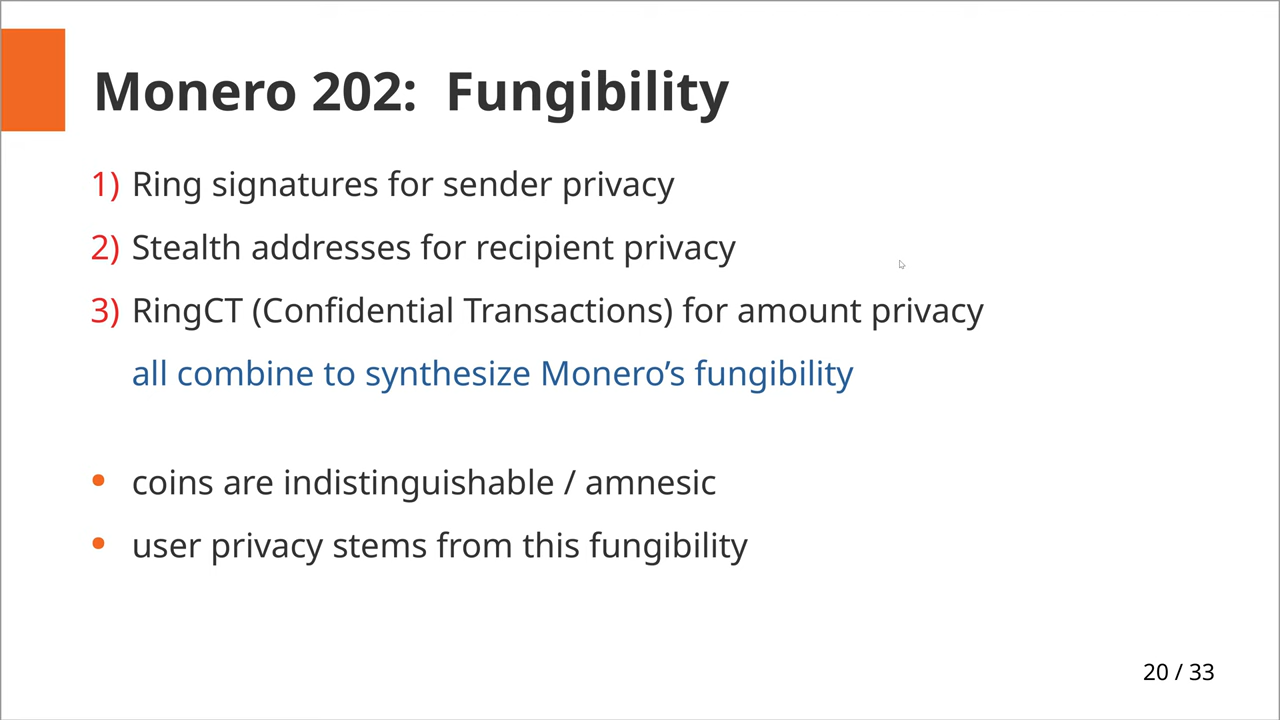 Monero 202: Fungibility
1) Ring signatures for sender privacy
2) Stealth addresses for recipient privacy
3) RingCT (Confidential Transactions) for amount privacy
all combine to synthesize Monero’s fungibility
• coins are indistinguishable / amnesic
• user privacy stems from this fungibility
20 / 33